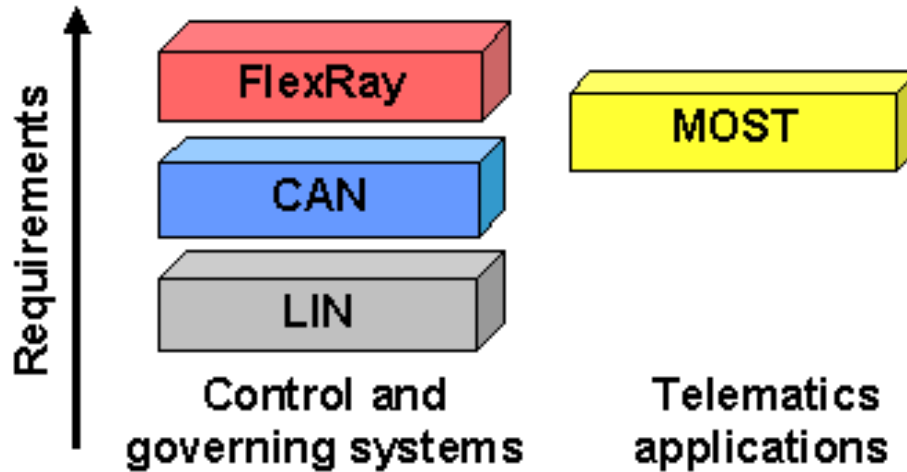 Requirements
FlexRay
CAN
LIN
Control and
governing systems
MOST
Telematics
applications